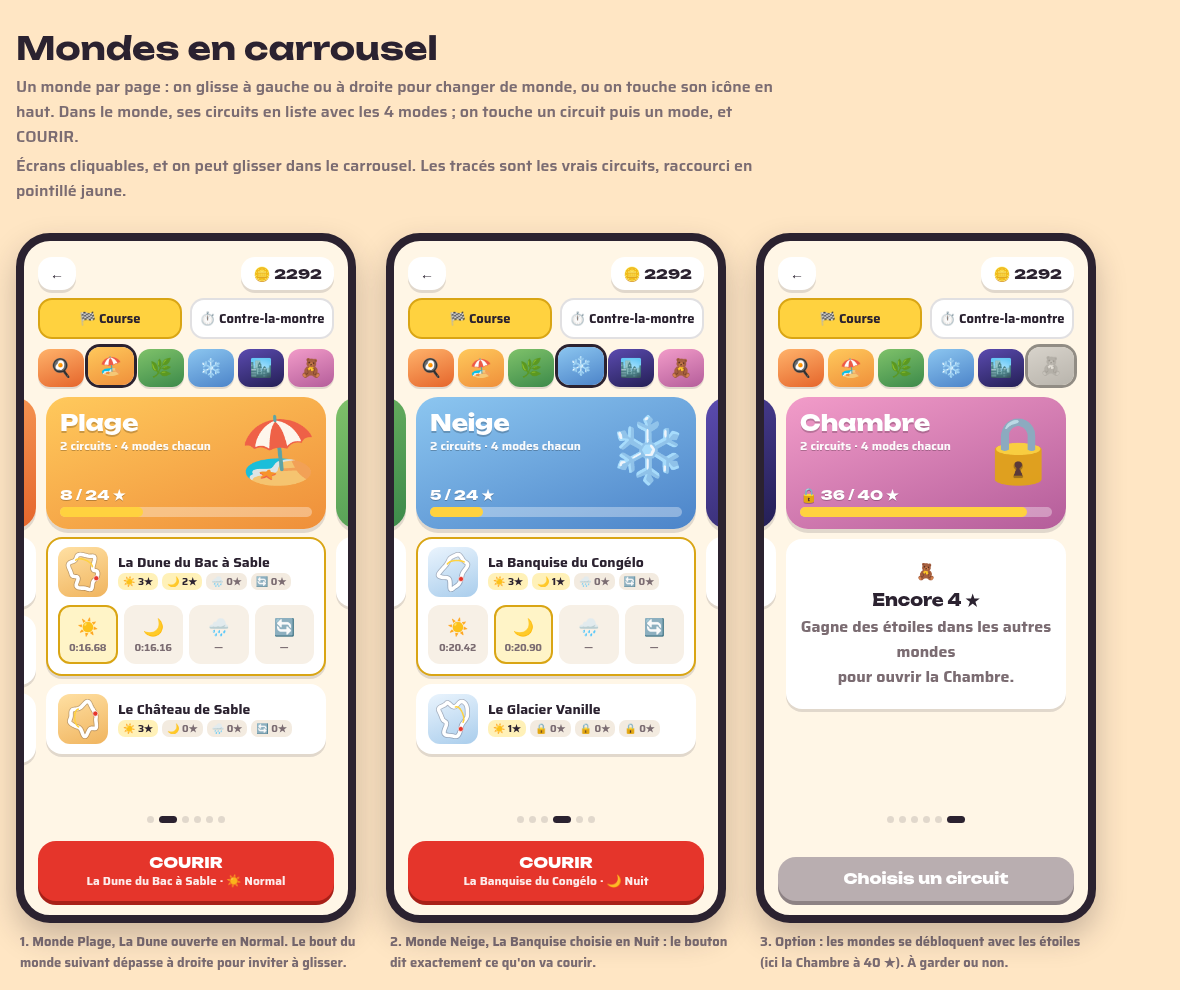 Mondes en carrousel
Un monde par page : on glisse à gauche ou à droite pour changer de monde, ou on touche son icône en
haut. Dans le monde, ses circuits en liste avec les 4 modes ; on touche un circuit puis un mode, et
COURIR.
Écrans cliquables, et on peut glisser dans le carrousel. Les tracés sont les vrais circuits, raccourci en
pointillé jaune.
← 🪙 2292
🏁 Course ⏱️ Contre-la-montre
🍳 🏖️ 🌿 ❄️ 🏙️ 🧸
Plage
2 circuits · 4 modes chacun
8 / 24 ★
La Dune du Bac à Sable
☀️ 3★ 🌙 2★ 🌧️ 0★ 🔄 0★
☀️ 🌙 🌧️ 🔄
0:16.68 0:16.16 — —
Le Château de Sable
☀️ 3★ 🌙 0★ 🌧️ 0★ 🔄 0★
COURIR
La Dune du Bac à Sable · ☀️ Normal
1. Monde Plage, La Dune ouverte en Normal. Le bout du
monde suivant dépasse à droite pour inviter à glisser.
← 🪙 2292
🏁 Course ⏱️ Contre-la-montre
🍳 🏖️ 🌿 ❄️ 🏙️ 🧸
Neige
2 circuits · 4 modes chacun
5 / 24 ★
La Banquise du Congélo
☀️ 3★ 🌙 1★ 🌧️ 0★ 🔄 0★
☀️ 🌙 🌧️ 🔄
0:20.42 0:20.90 — —
Le Glacier Vanille
☀️ 1★ 🔒 0★ 🔒 0★ 🔒 0★
COURIR
La Banquise du Congélo · 🌙 Nuit
2. Monde Neige, La Banquise choisie en Nuit : le bouton
dit exactement ce qu'on va courir.
← 🪙 2292
🏁 Course ⏱️ Contre-la-montre
🍳 🏖️ 🌿 ❄️ 🏙️ 🧸
Chambre
2 circuits · 4 modes chacun
🔒 36 / 40 ★
🧸
Encore 4 ★
Gagne des étoiles dans les autres
mondes
pour ouvrir la Chambre.
Choisis un circuit
3. Option : les mondes se débloquent avec les étoiles
(ici la Chambre à 40 ★). À garder ou non.